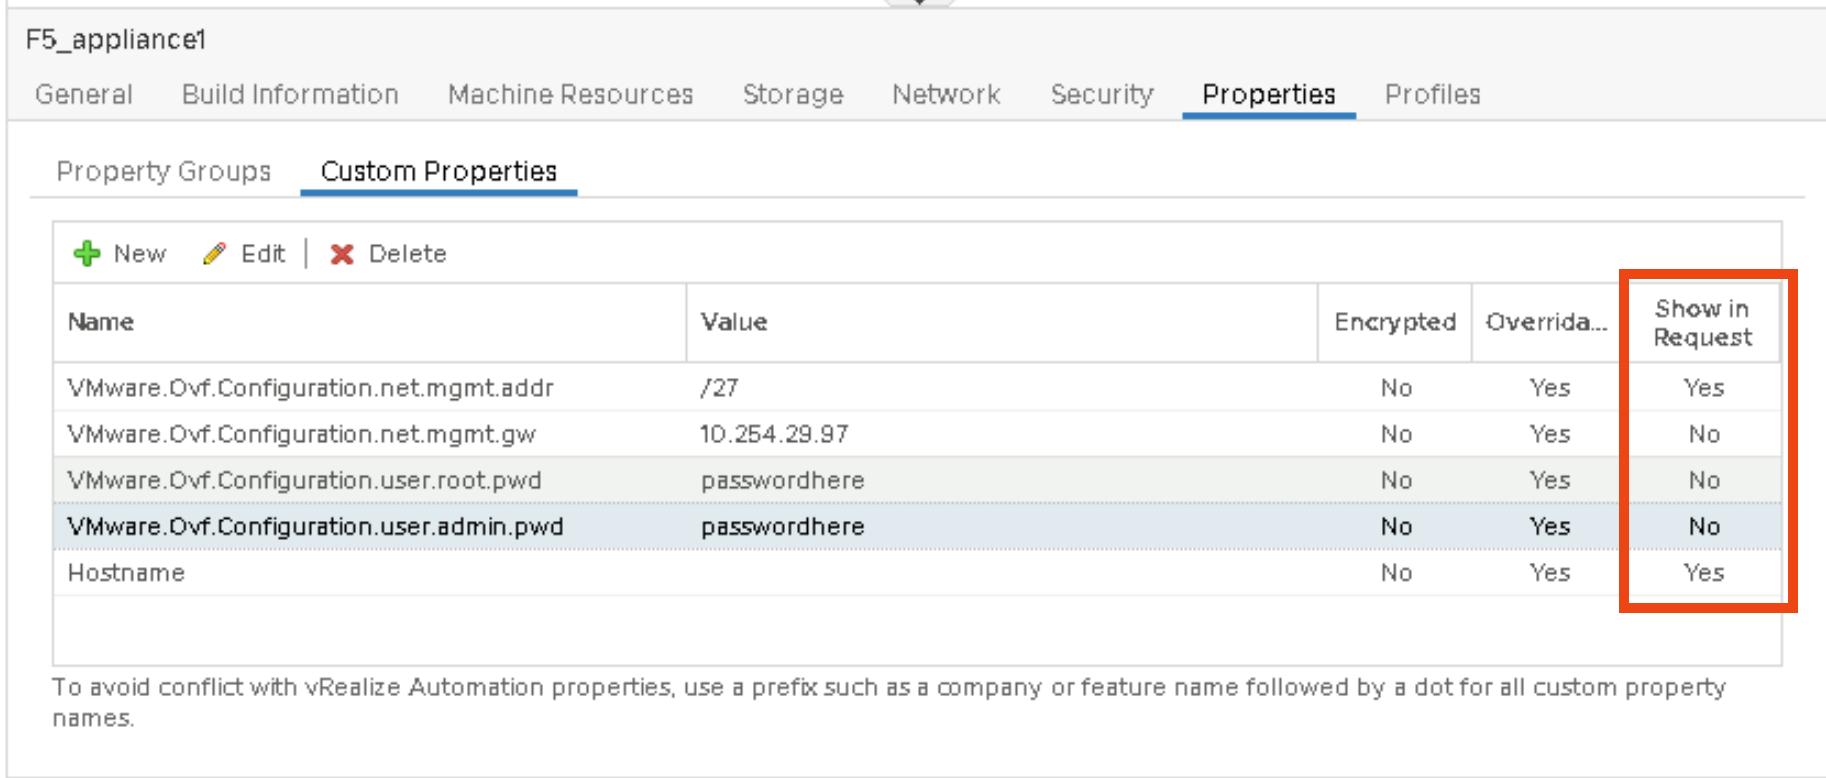 F5_appliance1
General Build Information Machine Resources Storage Network Security Properties Profiles
Property Groups Custom Properties
New Edit Delete
Name Value Encrypted Overrida... Show in Request
VMware.Ovf.Configuration.net.mgmt.addr /27 No Yes Yes
VMware.Ovf.Configuration.net.mgmt.gw 10.254.29.97 No Yes No
VMware.Ovf.Configuration.user.root.pwd passwordhere No Yes No
VMware.Ovf.Configuration.user.admin.pwd passwordhere No Yes No
Hostname No Yes Yes
To avoid conflict with vRealize Automation properties, use a prefix such as a company or feature name followed by a dot for all custom property
names.